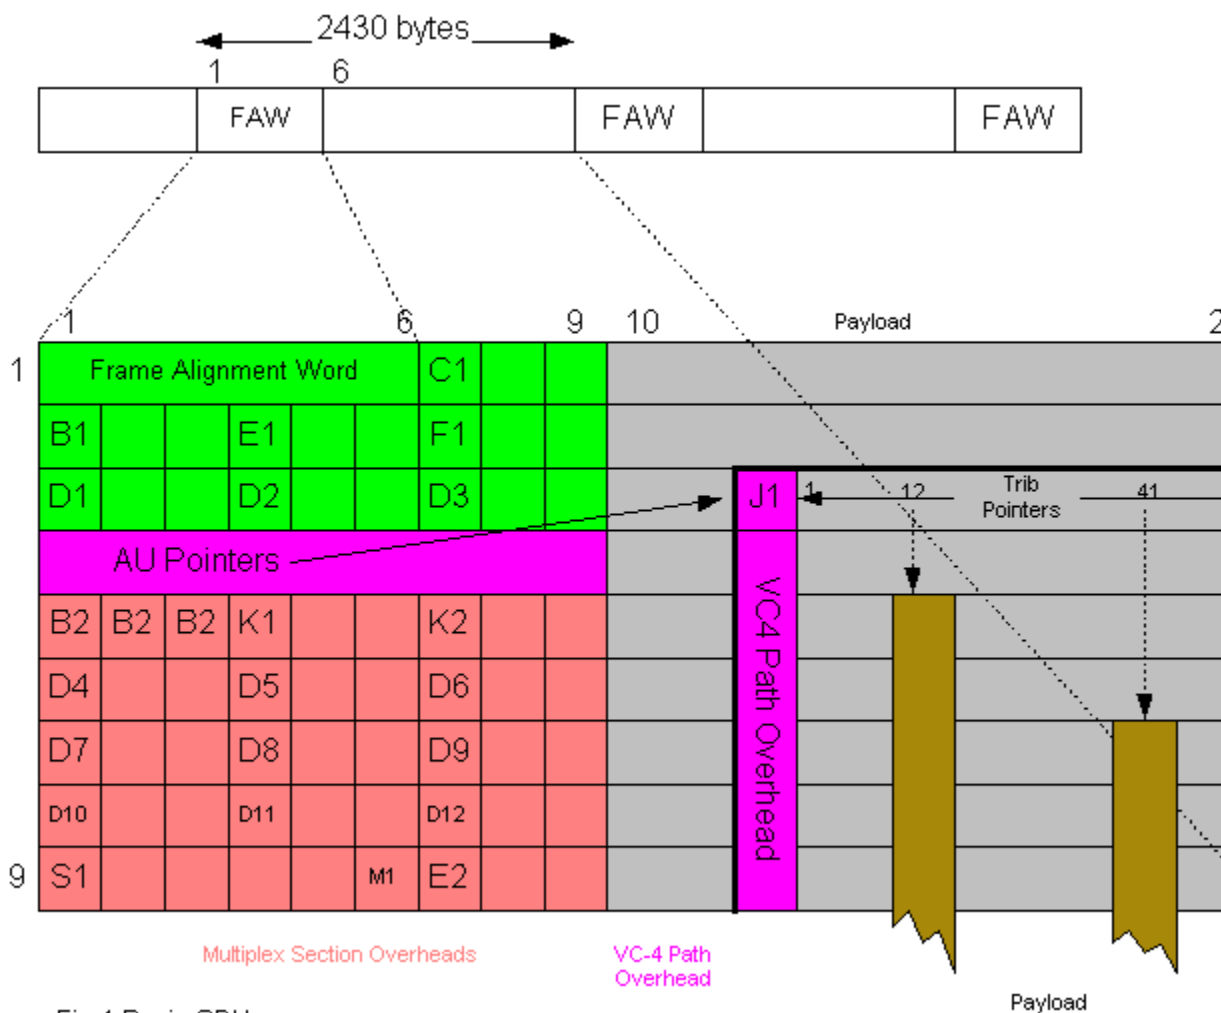 2430 bytes
1 6
FAW FAW FAW
1 6 9 10 Payload 2
1 Frame Alignment Word C1
B1 E1 F1
D1 D2 D3 J1 1 12 Trib Pointers 41
AU Pointers
B2 B2 B2 K1 K2
D4 D5 D6
D7 D8 D9
D10 D11 D12
9 S1 M1 E2
VC4 Path Overhead
Multiplex Section Overheads
VC-4 Path
Overhead
Payload